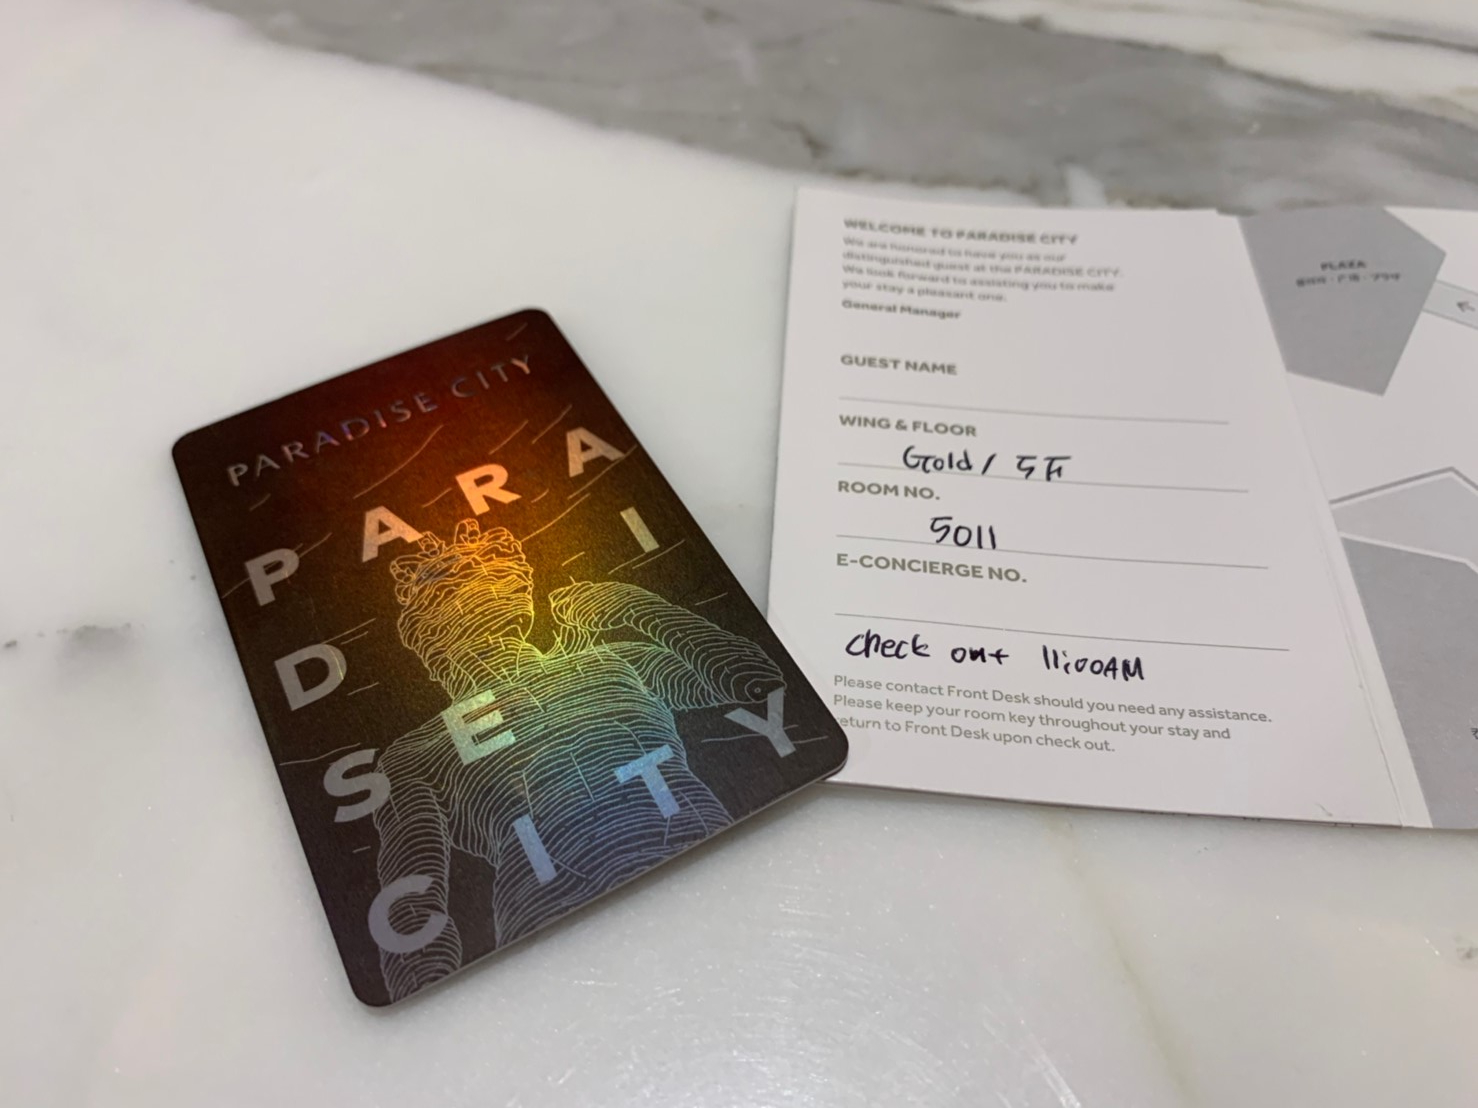 PARADISE CITY
PARA
DI
SE
CITY
WELCOME TO PARADISE CITY
We are honored to have you as our
distinguished guest at the PARADISE CITY.
We look forward to assisting you to make
your stay a pleasant one.
General Manager
GUEST NAME
WING & FLOOR
Gold / 5F
ROOM NO.
5011
E-CONCIERGE NO.
check out 11:00AM
Please contact Front Desk should you need any assistance.
Please keep your room key throughout your stay and
return to Front Desk upon check out.
PLAZA